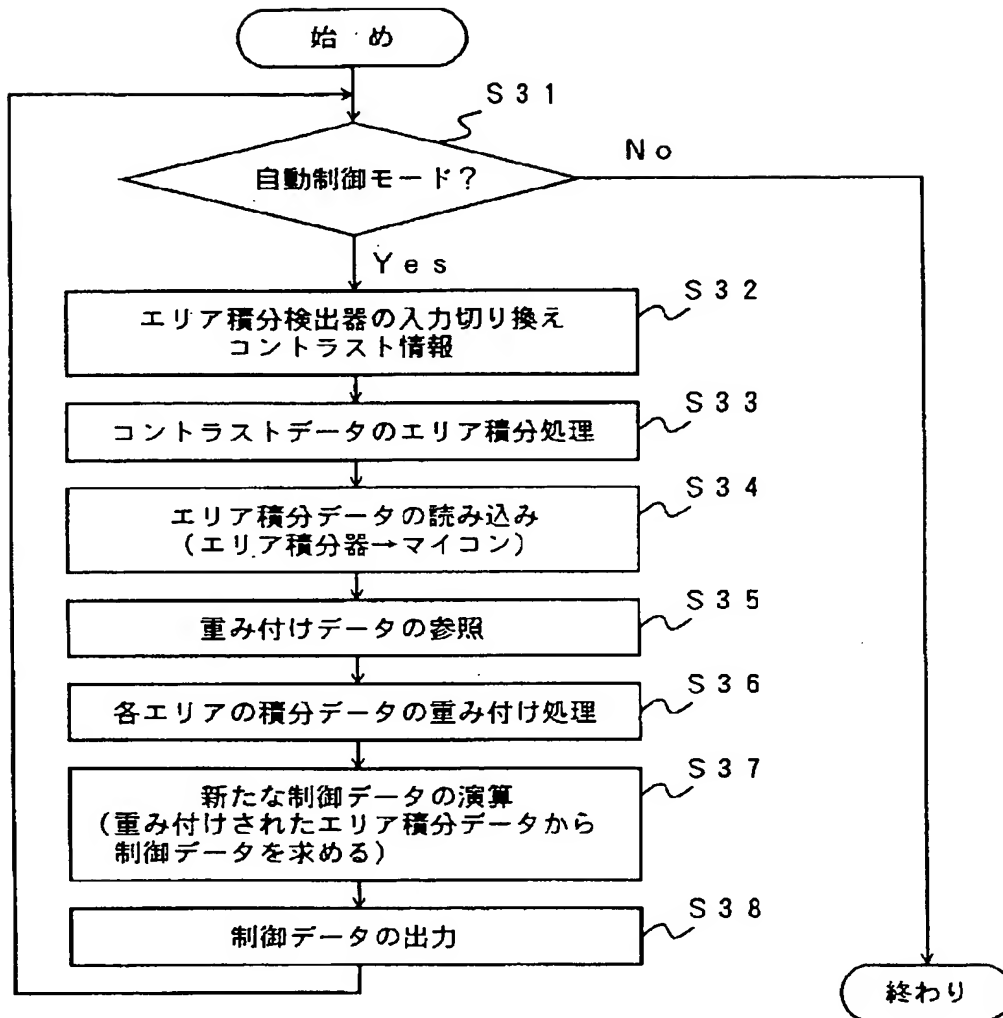 始 め
S31
自動制御モード?
No
Yes
S32
エリア積分検出器の入力切り換え
コントラスト情報
S33
コントラストデータのエリア積分処理
S34
エリア積分データの読み込み
(エリア積分器→マイコン)
S35
重み付けデータの参照
S36
各エリアの積分データの重み付け処理
S37
新たな制御データの演算
(重み付けされたエリア積分データから
制御データを求める)
S38
制御データの出力
終わり